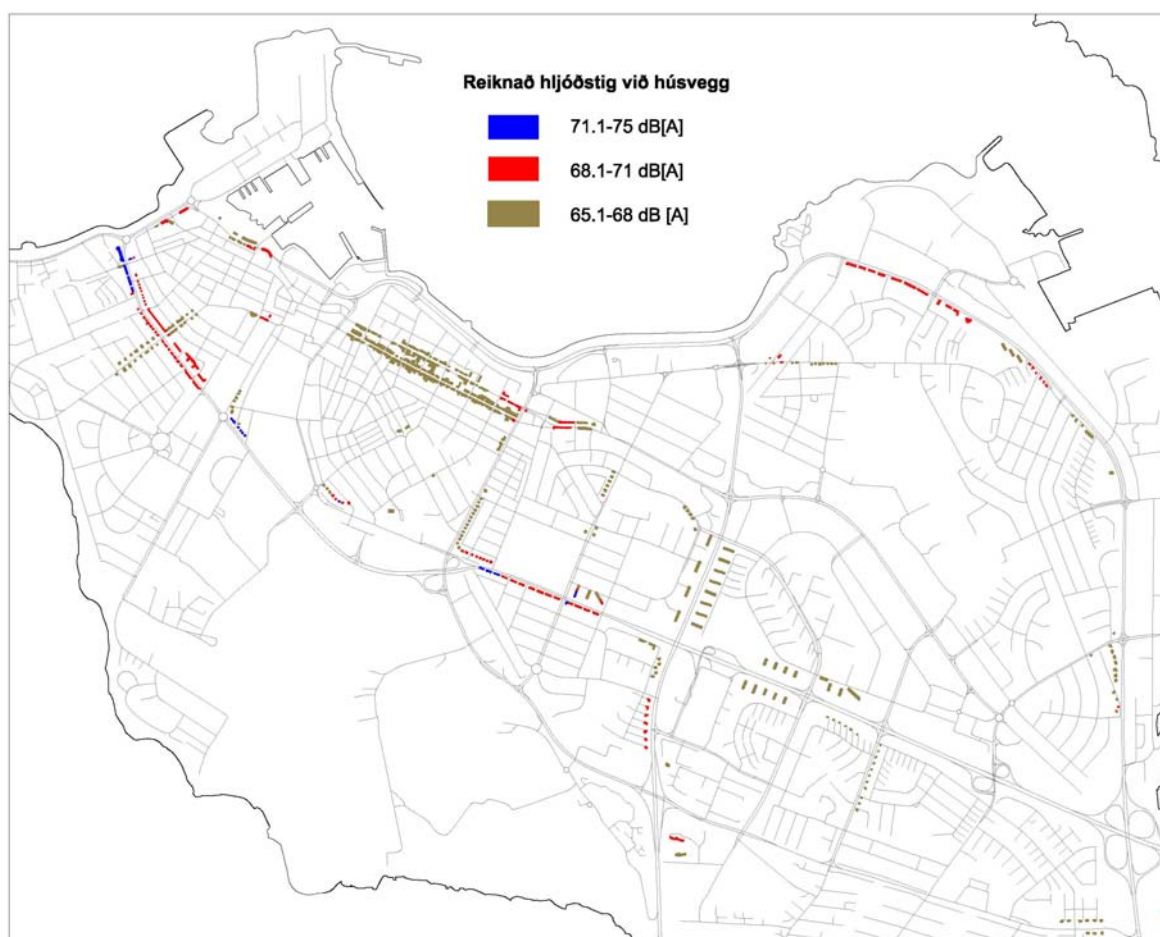 Reiknað hljóðstig við húsvegg
71.1-75 dB[A]
68.1-71 dB[A]
65.1-68 dB [A]